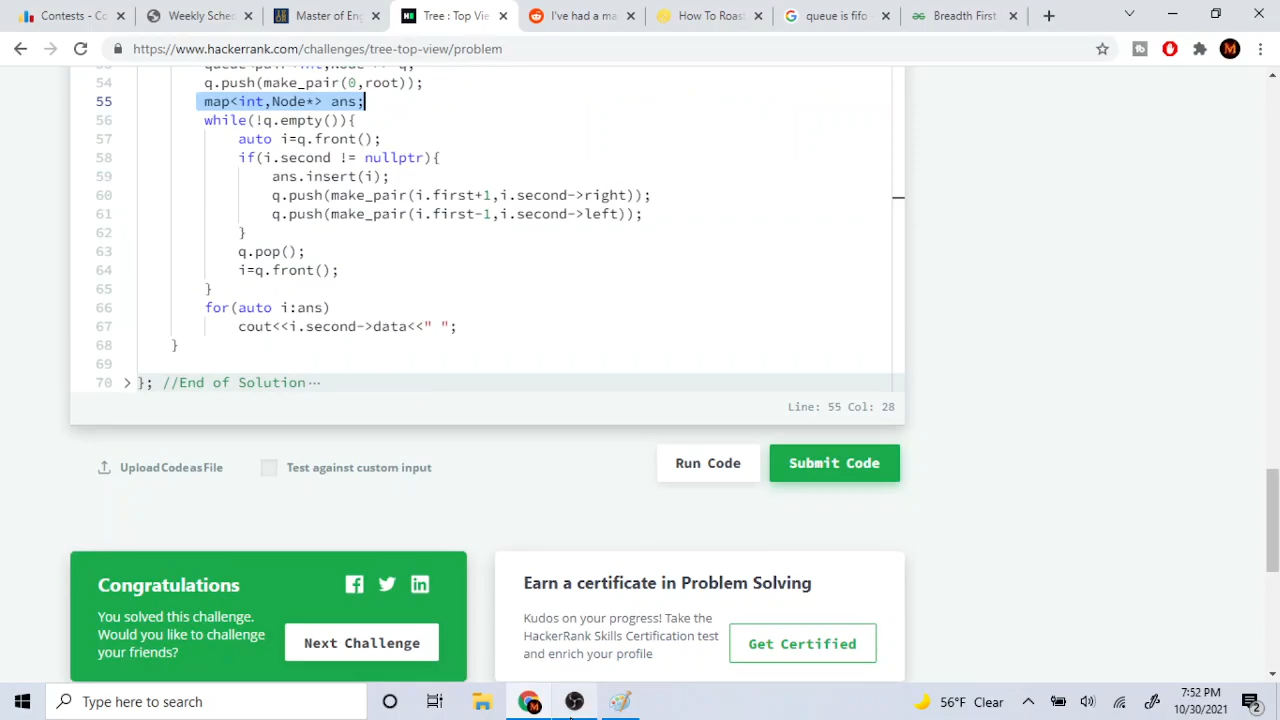 Contests - Co
Weekly Sched
Master of Eng
Tree : Top Vie
I've had a ma
How To Roast
queue is fifo -
Breadth First
https://www.hackerrank.com/challenges/tree-top-view/problem
54 q.push(make_pair(0,root));
55 map<int,Node*> ans;
56 while(!q.empty()){
57 auto i=q.front();
58 if(i.second != nullptr){
59 ans.insert(i);
60 q.push(make_pair(i.first+1,i.second->right));
61 q.push(make_pair(i.first-1,i.second->left));
62 }
63 q.pop();
64 i=q.front();
65 }
66 for(auto i:ans)
67 cout<<i.second->data<<" ";
68 }
69
70 }; //End of Solution
Line: 55 Col: 28
Upload Code as File
Test against custom input
Run Code
Submit Code
Congratulations
You solved this challenge.
Would you like to challenge
your friends?
Next Challenge
Earn a certificate in Problem Solving
Kudos on your progress! Take the
HackerRank Skills Certification test
and enrich your profile
Get Certified
Type here to search
56°F Clear
7:52 PM
10/30/2021
2